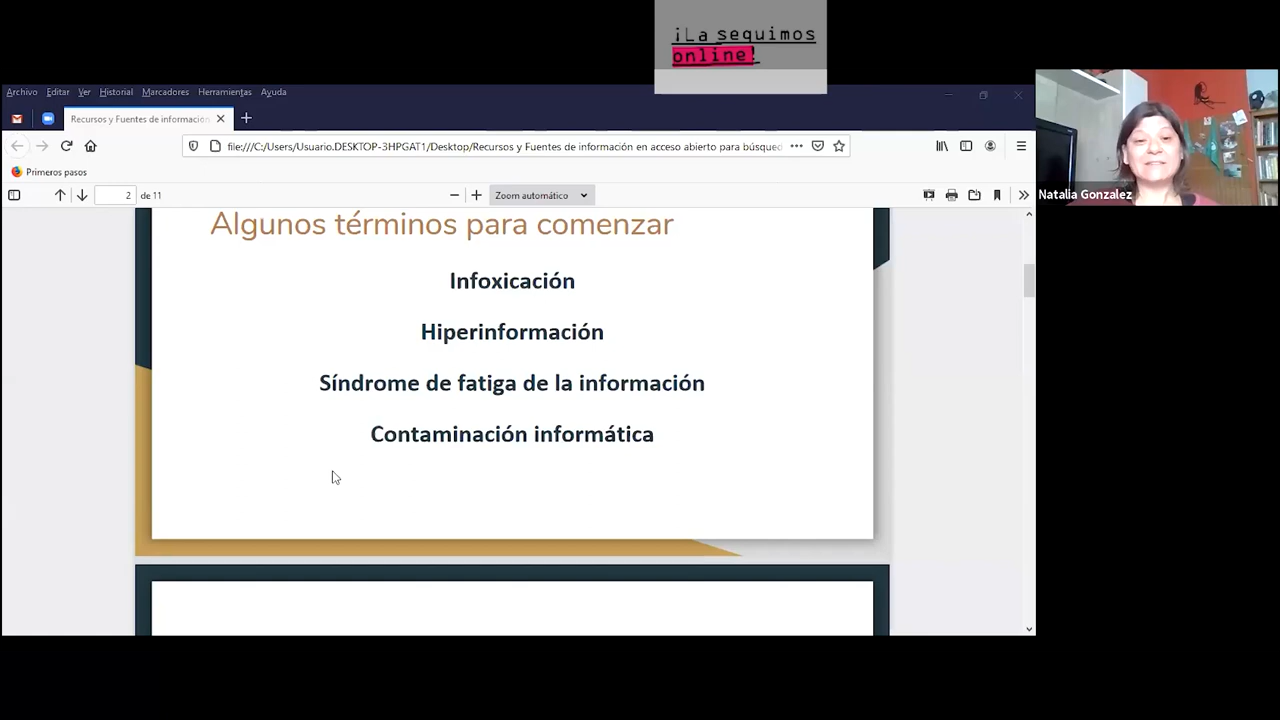 ¡La seguimos
online!
Archivo Editar Ver Historial Marcadores Herramientas Ayuda
Recursos y Fuentes de información
file:///C:/Users/Usuario.DESKTOP-3HPGAT1/Desktop/Recursos y Fuentes de información en acceso abierto para búsqued
Primeros pasos
2 de 11
Zoom automático
Natalia Gonzalez
Algunos términos para comenzar
Infoxicación
Hiperinformación
Síndrome de fatiga de la información
Contaminación informática